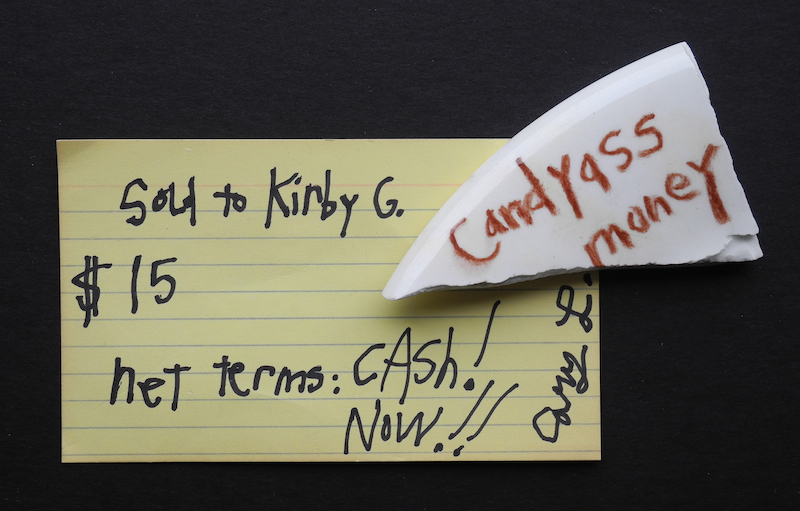 Sold to Kirby G.
$ 15
net terms: CASH!
NOW!!
Candyass
money